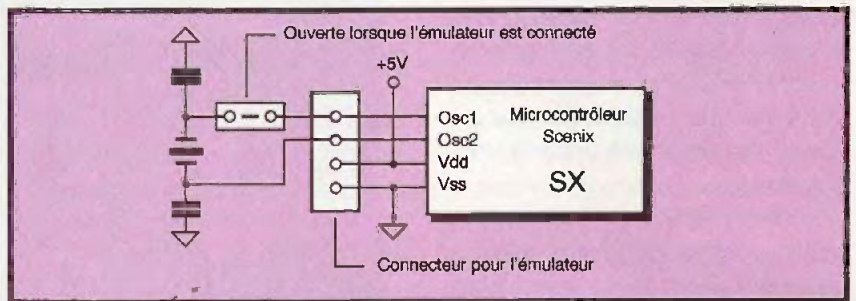 Ouverte lorsque l'émulateur est connecté
+5V
Osc1
Microcontrôleur
Osc2
Scenix
Vdd
SX
Vss
Connecteur pour l'émulateur